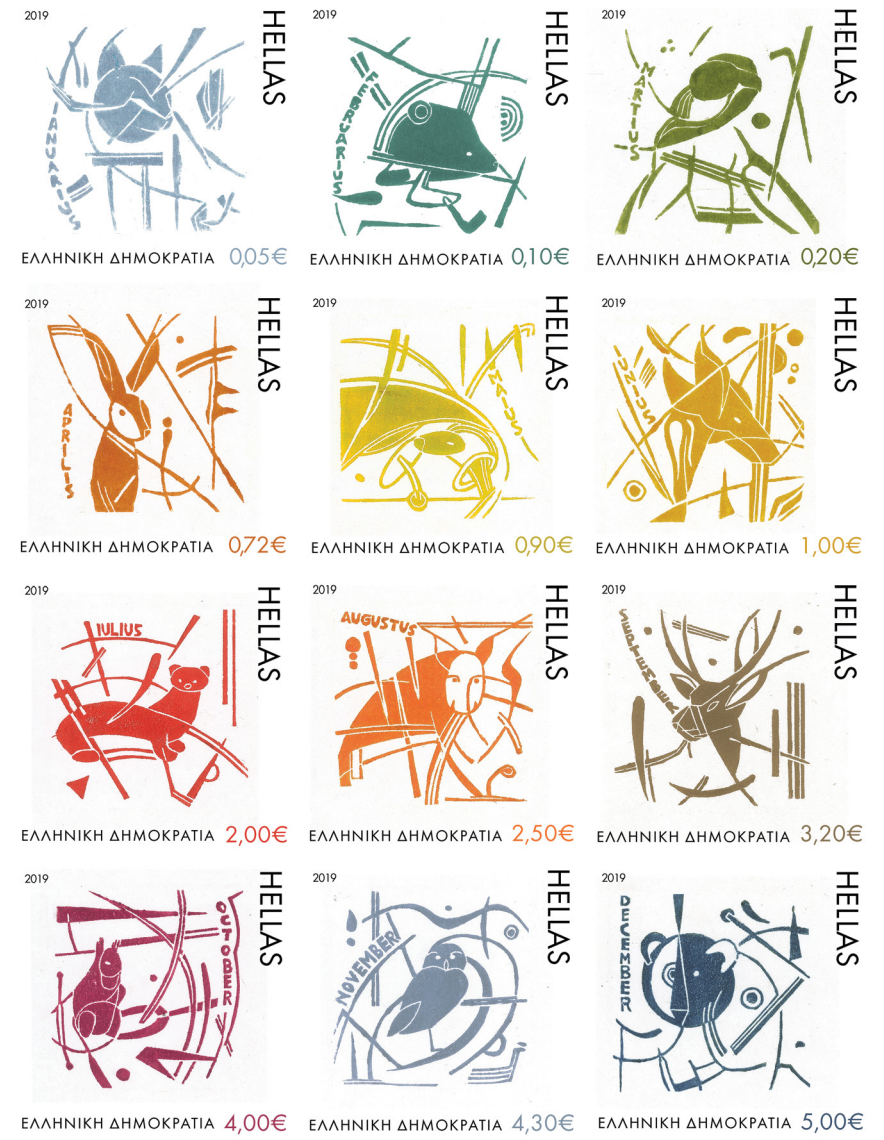 2019
HELLAS
IANUARIUS
ΕΛΛΗΝΙΚΗ ΔΗΜΟΚΡΑΤΙΑ 0,05€
2019
HELLAS
FEBRUARIUS
ΕΛΛΗΝΙΚΗ ΔΗΜΟΚΡΑΤΙΑ 0,10€
2019
HELLAS
MARTIUS
ΕΛΛΗΝΙΚΗ ΔΗΜΟΚΡΑΤΙΑ 0,20€
2019
HELLAS
APRILIS
ΕΛΛΗΝΙΚΗ ΔΗΜΟΚΡΑΤΙΑ 0,72€
2019
HELLAS
MAIUS
ΕΛΛΗΝΙΚΗ ΔΗΜΟΚΡΑΤΙΑ 0,90€
2019
HELLAS
IUNIUS
ΕΛΛΗΝΙΚΗ ΔΗΜΟΚΡΑΤΙΑ 1,00€
2019
HELLAS
IULIUS
ΕΛΛΗΝΙΚΗ ΔΗΜΟΚΡΑΤΙΑ 2,00€
2019
HELLAS
AUGUSTUS
ΕΛΛΗΝΙΚΗ ΔΗΜΟΚΡΑΤΙΑ 2,50€
2019
HELLAS
SEPTEMBER
ΕΛΛΗΝΙΚΗ ΔΗΜΟΚΡΑΤΙΑ 3,20€
2019
HELLAS
OCTOBER
ΕΛΛΗΝΙΚΗ ΔΗΜΟΚΡΑΤΙΑ 4,00€
2019
HELLAS
NOVEMBER
ΕΛΛΗΝΙΚΗ ΔΗΜΟΚΡΑΤΙΑ 4,30€
2019
HELLAS
DECEMBER
ΕΛΛΗΝΙΚΗ ΔΗΜΟΚΡΑΤΙΑ 5,00€